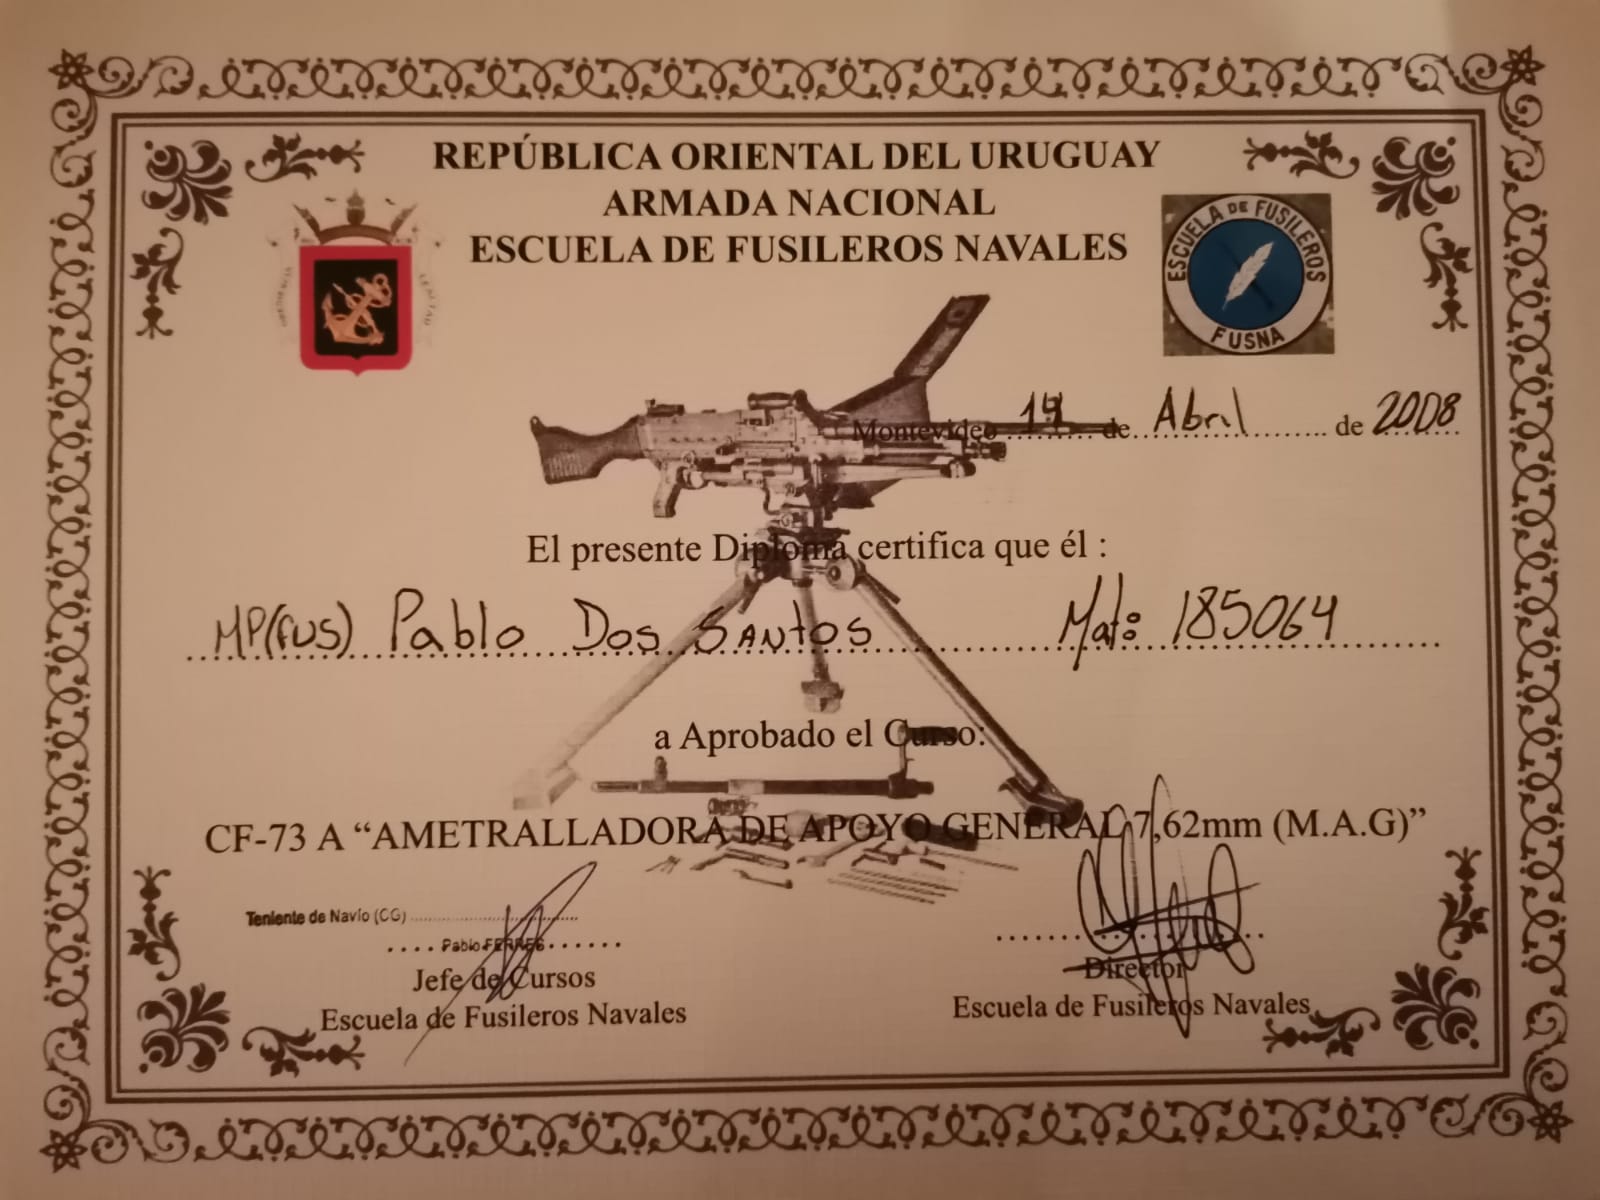 REPÚBLICA ORIENTAL DEL URUGUAY
ARMADA NACIONAL
ESCUELA DE FUSILEROS NAVALES
ESCUELA DE FUSILEROS
FUSNA
LEALTAD
Montevideo 14 de Abril de 2008
El presente Diploma certifica que él :
MP(FUS) Pablo Dos Santos Mat: 185064
a Aprobado el Curso:
CF-73 A “AMETRALLADORA DE APOYO GENERAL 7,62mm (M.A.G)”
Teniente de Navío (CG)
Pablo FERRES
Jefe de Cursos
Escuela de Fusileros Navales
Director
Escuela de Fusileros Navales